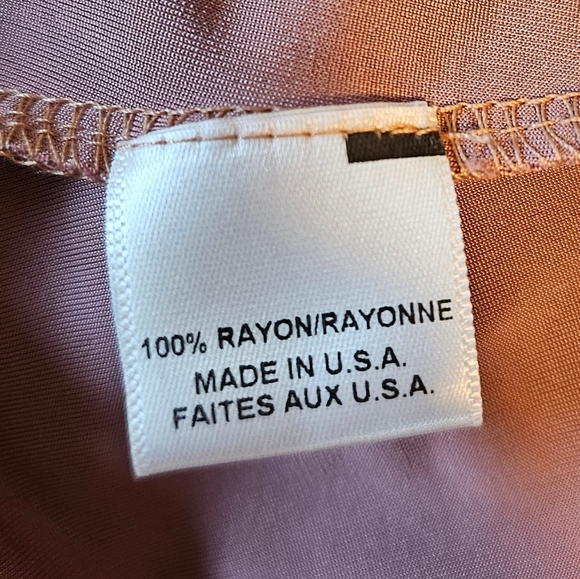 100% RAYON/RAYONNE
MADE IN U.S.A.
FAITES AUX U.S.A.